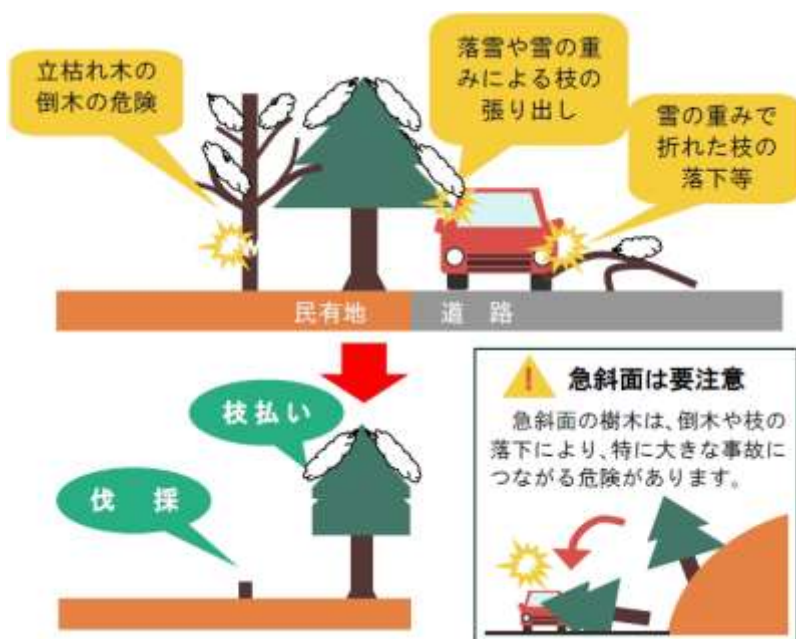 立枯れ木の
倒木の危険
落雪や雪の重
みによる枝の
張り出し
雪の重みで
折れた枝の
落下等
民有地
道 路
枝払い
伐 採
急斜面は要注意
急斜面の樹木は、倒木や枝の
落下により、特に大きな事故に
つながる危険があります。